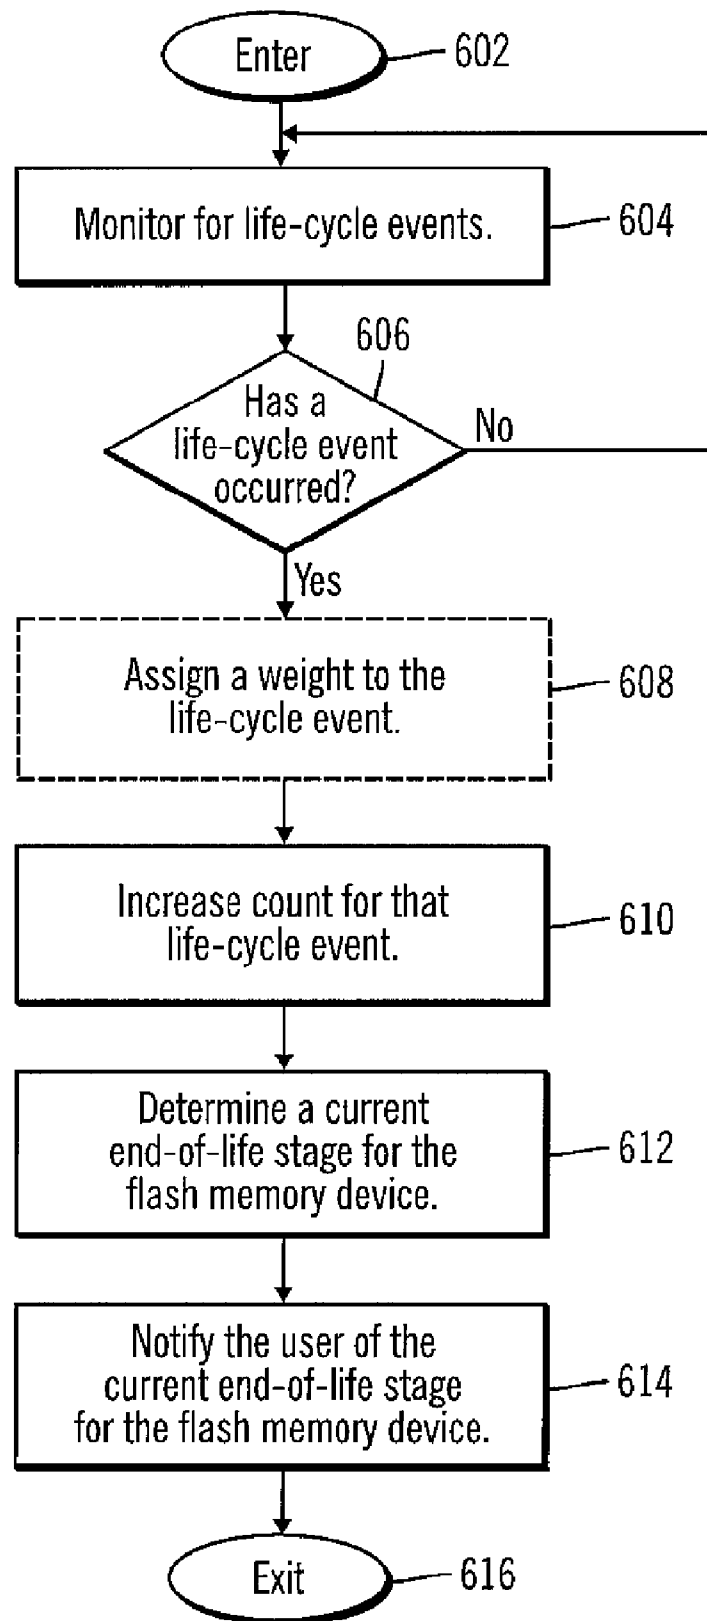 Enter
602
Monitor for life-cycle events.
604
606
Has a
life-cycle event
occurred?
No
Yes
Assign a weight to the
life-cycle event.
608
Increase count for that
life-cycle event.
610
Determine a current
end-of-life stage for the
flash memory device.
612
Notify the user of the
current end-of-life stage
for the flash memory device.
614
Exit
616